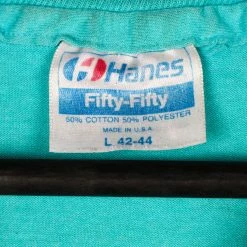 Hanes
Fifty-Fifty
50% COTTON 50% POLYESTER
MADE IN U.S.A.
L 42-44